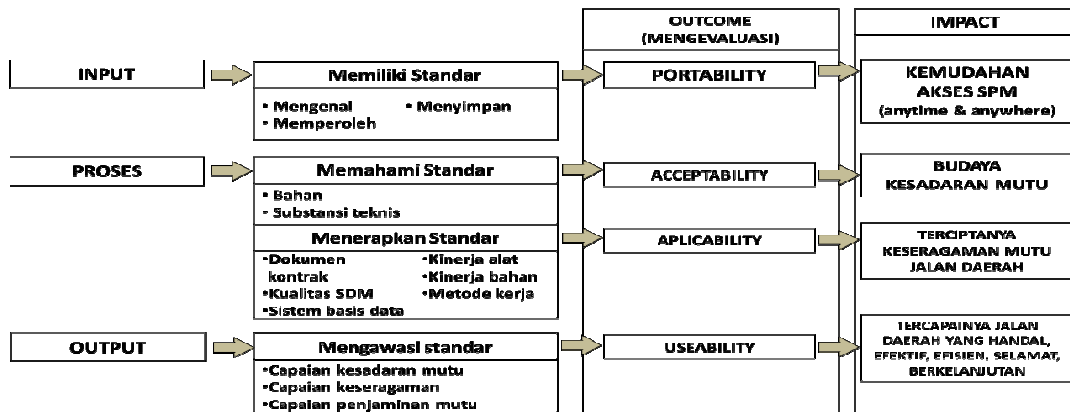 OUTCOME
(MENGEVALUASI)
IMPACT
INPUT
Memiliki Standar
• Mengenal • Menyimpan
• Memperoleh
PORTABILITY
KEMUDAHAN
AKSES SPM
(anytime & anywhere)
PROSES
Memahami Standar
• Bahan
- Substansi teknis
ACCEPTABILITY
BUDAYA
KESADARAN MUTU
Menerapkan Standar
•Dokumen •Kinerja alat
kontrak •Kinerja bahan
•Kualitas SDM •Metode kerja
•Sistem basis data
APLICABILITY
TERCIPTANYA
KESERAGAMAN MUTU
JALAN DAERAH
OUTPUT
Mengawasi standar
•Capaian kesadaran mutu
•Capaian keseragaman
•Capaian penjaminan mutu
USEABILITY
TERCAPAINYA JALAN
DAERAH YANG HANDAL,
EFEKTIF, EFISIEN, SELAMAT,
BERKELANJUTAN